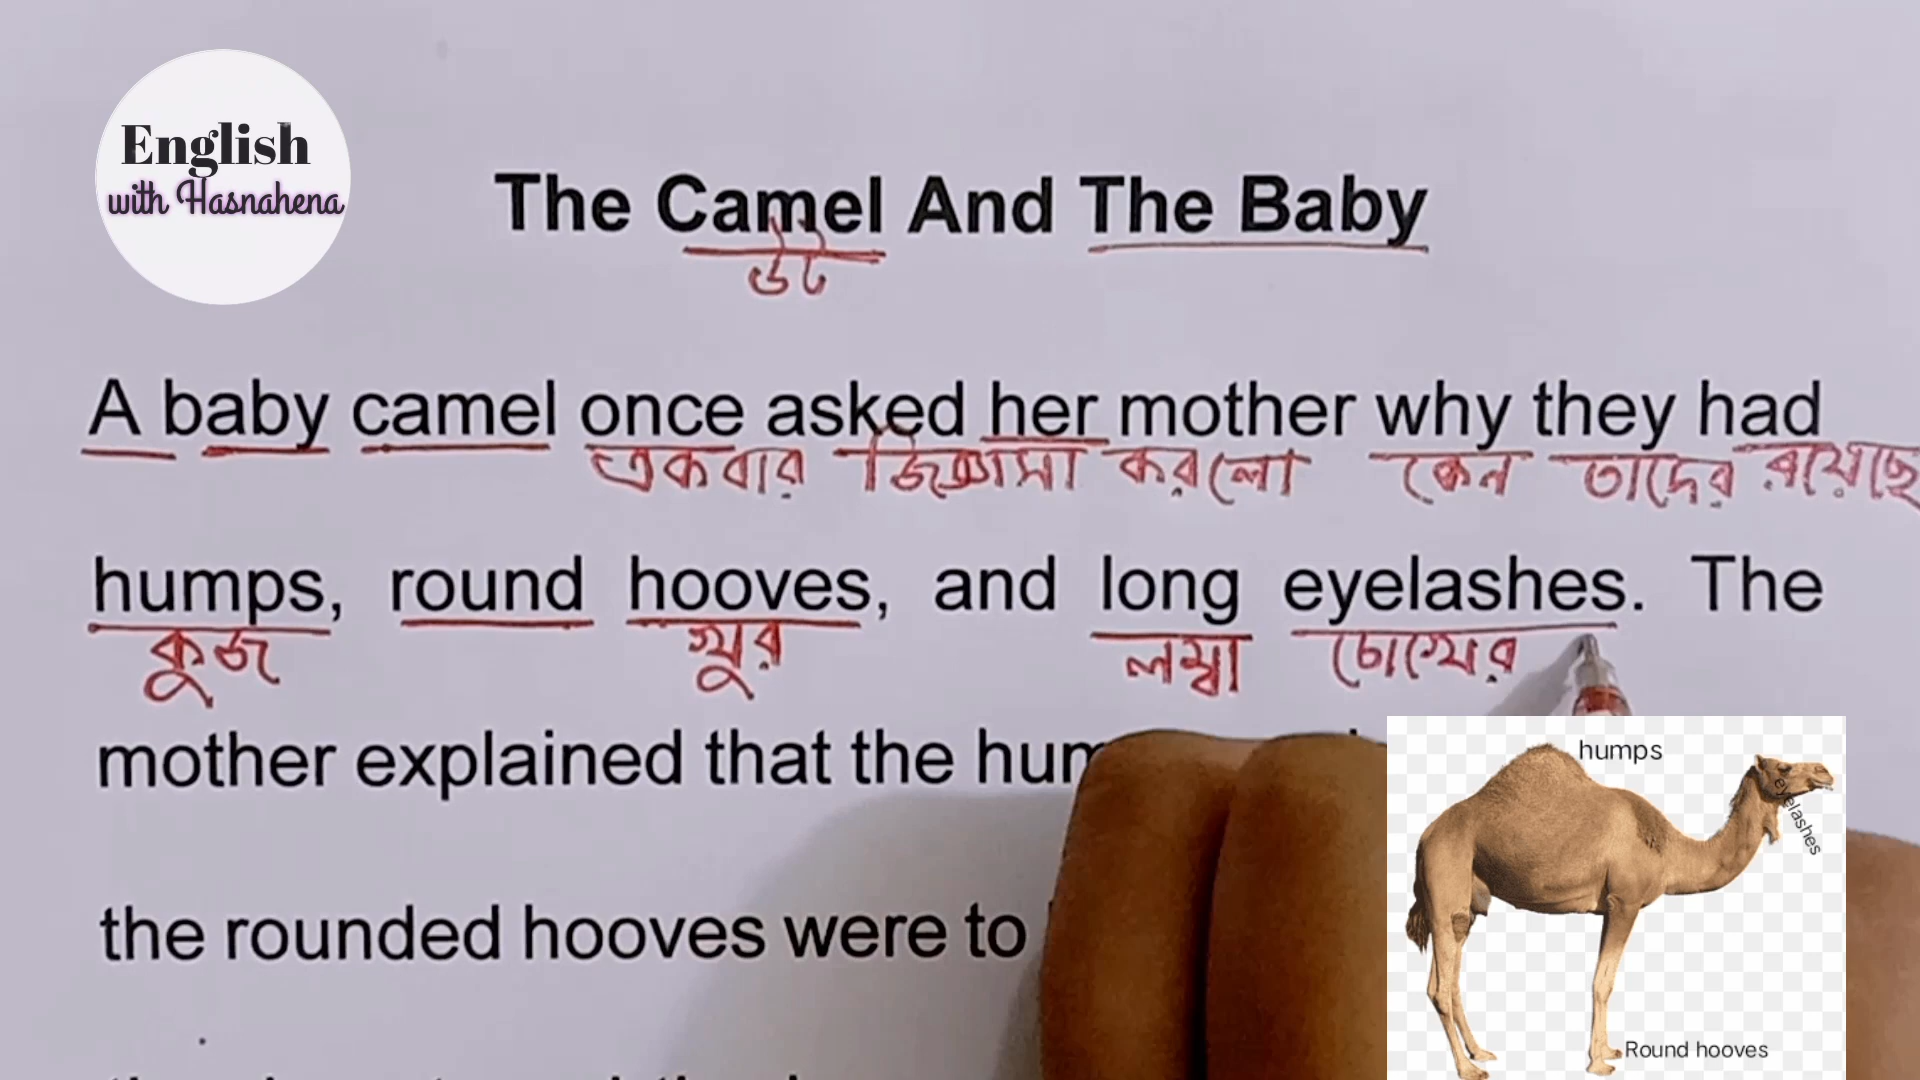 English
with Hasnahena
The Camel And The Baby
উট
A baby camel once asked her mother why they had
একবার জিজ্ঞাসা করলো কেন তাদের রয়েছে
humps, round hooves, and long eyelashes. The
কুজ খুর লম্বা চোখের
mother explained that the
the rounded hooves were to
humps
eyelashes
Round hooves